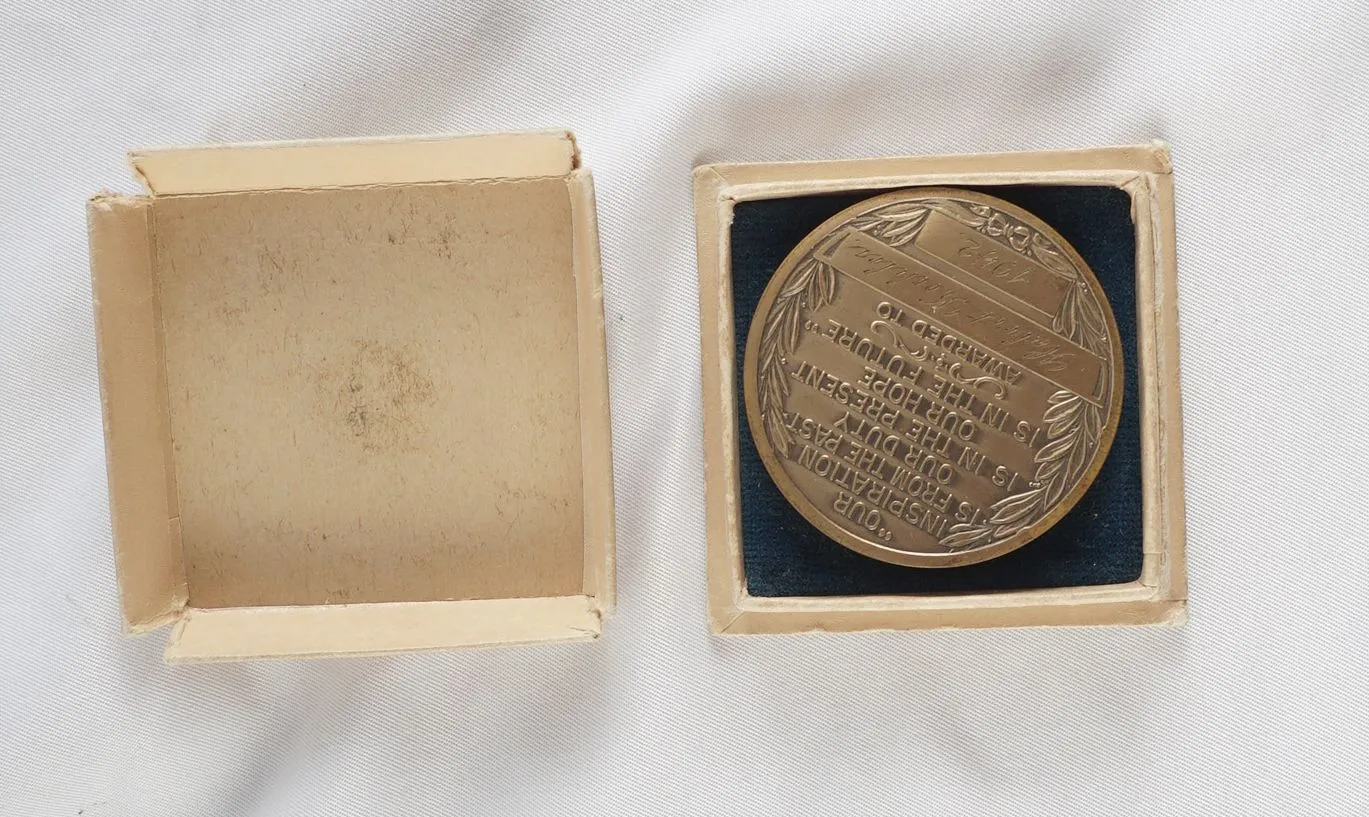 "OUR
INSPIRATION
IS FROM THE PAST.
OUR DUTY
IS IN THE PRESENT
OUR HOPE
IS IN THE FUTURE"
AWARDED TO
1942